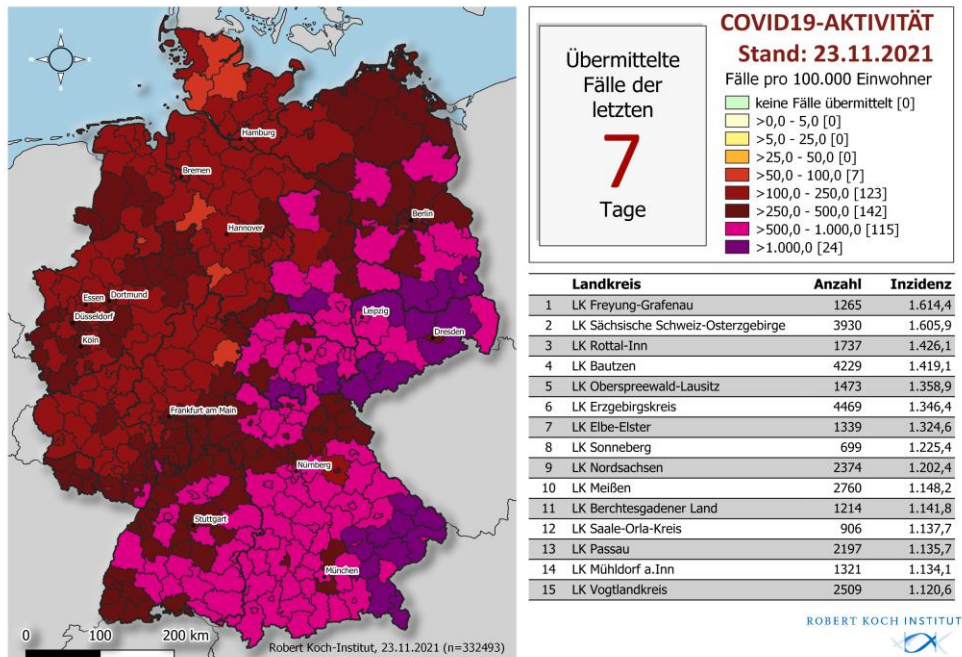 N
W
S
Hamburg
Bremen
Berlin
Hannover
Essen
Dortmund
Düsseldorf
Leipzig
Köln
Dresden
Frankfurt am Main
Nürnberg
Stuttgart
München
0 100 200 km
Robert Koch-Institut, 23.11.2021 (n=332493)
Übermittelte
Fälle der
letzten
7
Tage
COVID19-AKTIVITÄT
Stand: 23.11.2021
Fälle pro 100.000 Einwohner
keine Fälle übermittelt [0]
>0,0 - 5,0 [0]
>5,0 - 25,0 [0]
>25,0 - 50,0 [0]
>50,0 - 100,0 [7]
>100,0 - 250,0 [123]
>250,0 - 500,0 [142]
>500,0 - 1.000,0 [115]
>1.000,0 [24]
Landkreis Anzahl Inzidenz
1 LK Freyung-Grafenau 1265 1.614,4
2 LK Sächsische Schweiz-Osterzgebirge 3930 1.605,9
3 LK Rottal-Inn 1737 1.426,1
4 LK Bautzen 4229 1.419,1
5 LK Oberspreewald-Lausitz 1473 1.358,9
6 LK Erzgebirgskreis 4469 1.346,4
7 LK Elbe-Elster 1339 1.324,6
8 LK Sonneberg 699 1.225,4
9 LK Nordsachsen 2374 1.202,4
10 LK Meißen 2760 1.148,2
11 LK Berchtesgadener Land 1214 1.141,8
12 LK Saale-Orla-Kreis 906 1.137,7
13 LK Passau 2197 1.135,7
14 LK Mühldorf a.Inn 1321 1.134,1
15 LK Vogtlandkreis 2509 1.120,6
ROBERT KOCH INSTITUT